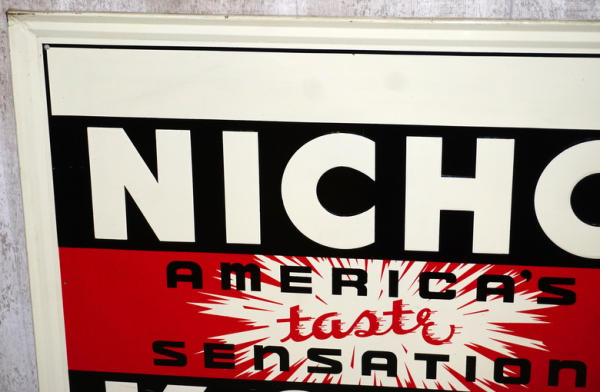 NICHO
AMERICA'S
taste
SENSATION